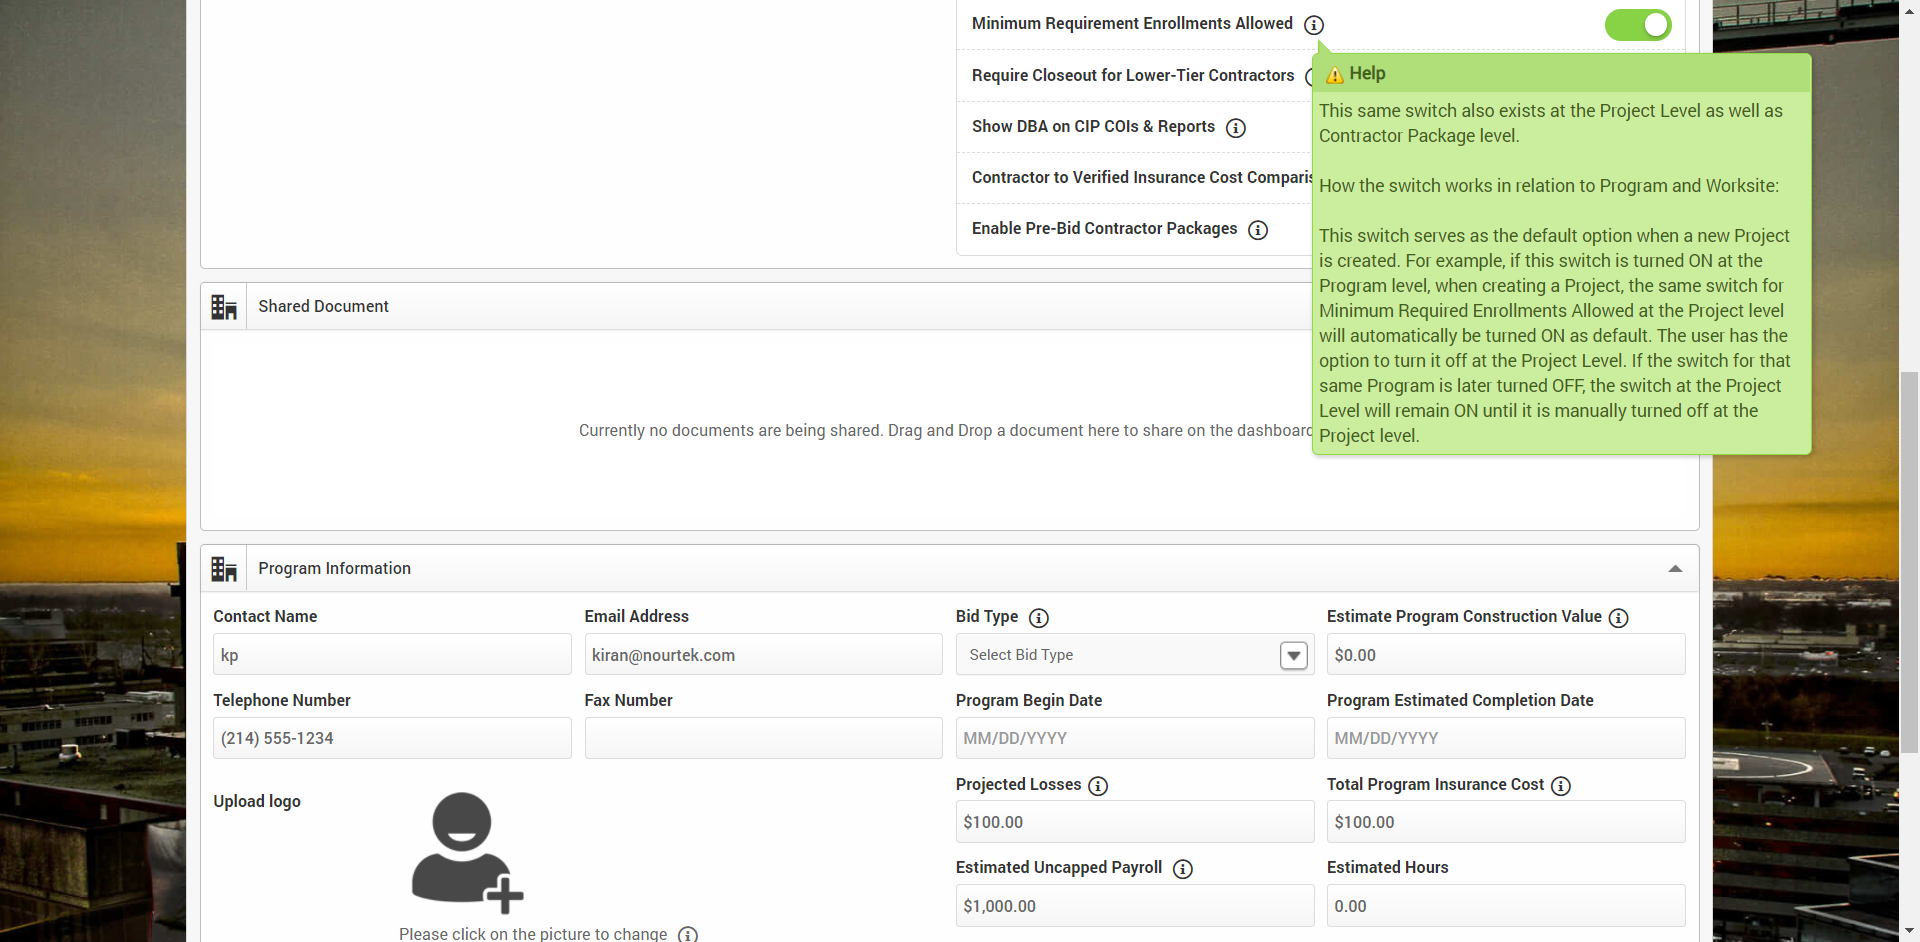 Minimum Requirement Enrollments Allowed
Require Closeout for Lower-Tier Contractors
Show DBA on CIP COIs & Reports
Contractor to Verified Insurance Cost
Enable Pre-Bid Contractor Packages
Help
This same switch also exists at the Project Level as well as
Contractor Package level.
How the switch works in relation to Program and Worksite:
This switch serves as the default option when a new Project
is created. For example, if this switch is turned ON at the
Program level, when creating a Project, the same switch for
Minimum Required Enrollments Allowed at the Project level
will automatically be turned ON as default. The user has the
option to turn it off at the Project Level. If the switch for that
same Program is later turned OFF, the switch at the Project
Level will remain ON until it is manually turned off at the
Project level.
Shared Document
Currently no documents are being shared. Drag and Drop a document here to share on the dashboard
Program Information
Contact Name
kp
Email Address
kiran@nourtek.com
Bid Type
Select Bid Type
Estimate Program Construction Value
$0.00
Telephone Number
(214) 555-1234
Fax Number
Program Begin Date
MM/DD/YYYY
Program Estimated Completion Date
MM/DD/YYYY
Upload logo
Please click on the picture to change
Projected Losses
$100.00
Total Program Insurance Cost
$100.00
Estimated Uncapped Payroll
$1,000.00
Estimated Hours
0.00